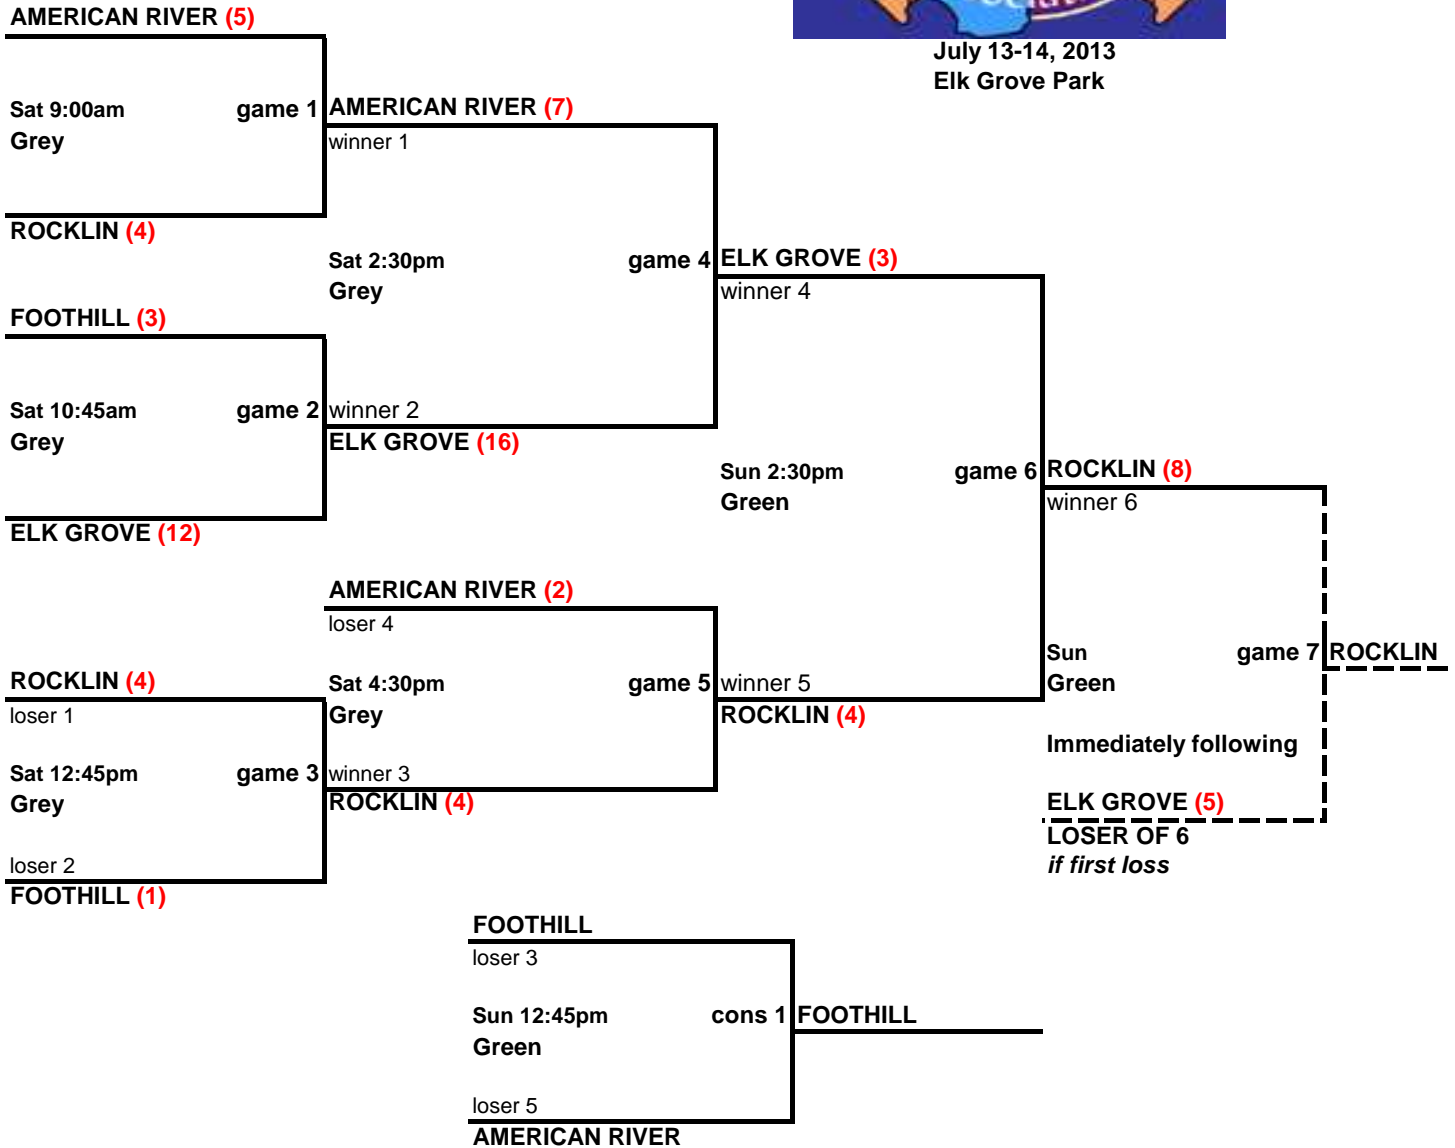 AMERICAN RIVER (5)
July 13-14, 2013
Elk Grove Park
Sat 9:00am game 1 AMERICAN RIVER (7)
Grey winner 1
ROCKLIN (4)
Sat 2:30pm game 4 ELK GROVE (3)
Grey winner 4
FOOTHILL (3)
Sat 10:45am game 2 winner 2
Grey ELK GROVE (16)
Sun 2:30pm game 6 ROCKLIN (8)
Green winner 6
ELK GROVE (12)
AMERICAN RIVER (2)
loser 4
Sun game 7 ROCKLIN
ROCKLIN (4) Sat 4:30pm game 5 winner 5 Green
loser 1 Grey ROCKLIN (4)
Immediately following
Sat 12:45pm game 3 winner 3
Grey ROCKLIN (4) ELK GROVE (5)
LOSER OF 6
loser 2 if first loss
FOOTHILL (1)
FOOTHILL
loser 3
Sun 12:45pm cons 1 FOOTHILL
Green
loser 5
AMERICAN RIVER